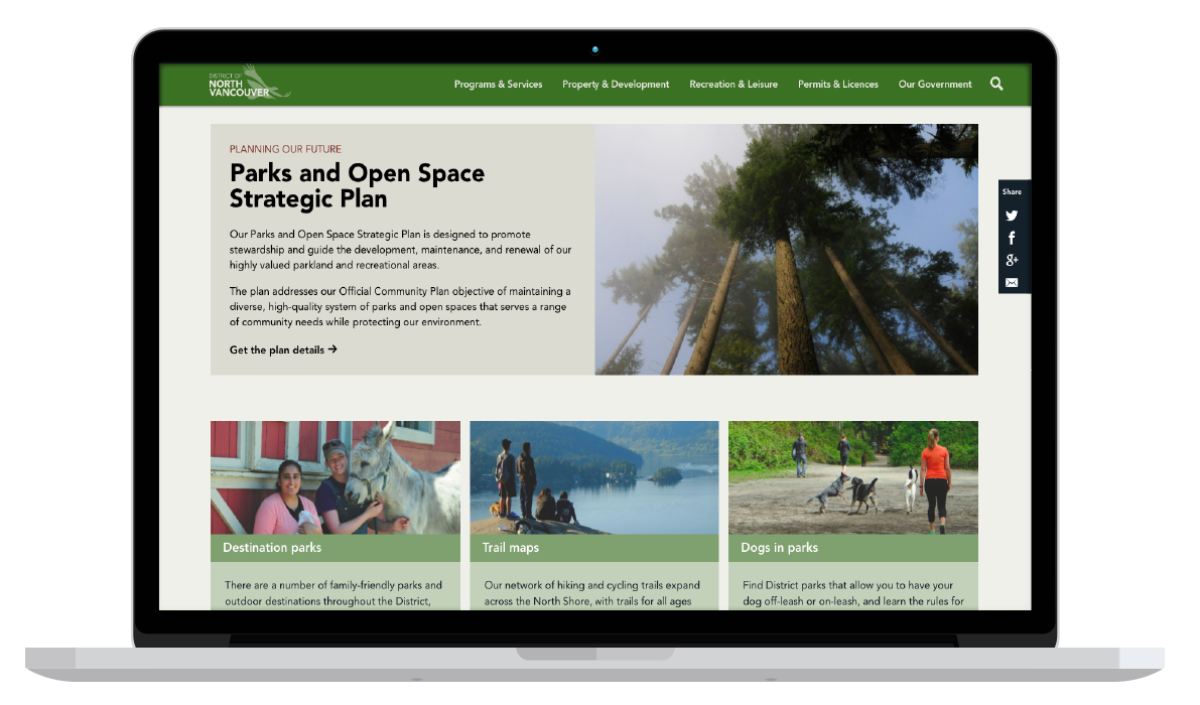 DISTRICT OF
NORTH
VANCOUVER
Programs & Services
Property & Development
Recreation & Leisure
Permits & Licences
Our Government
PLANNING OUR FUTURE
Parks and Open Space
Strategic Plan
Our Parks and Open Space Strategic Plan is designed to promote
stewardship and guide the development, maintenance, and renewal of our
highly valued parkland and recreational areas.
The plan addresses our Official Community Plan objective of maintaining a
diverse, high-quality system of parks and open spaces that serves a range
of community needs while protecting our environment.
Get the plan details →
Share
f
g+
Destination parks
There are a number of family-friendly parks and
outdoor destinations throughout the District,
Trail maps
Our network of hiking and cycling trails expand
across the North Shore, with trails for all ages
Dogs in parks
Find District parks that allow you to have your
dog off-leash or on-leash, and learn the rules for